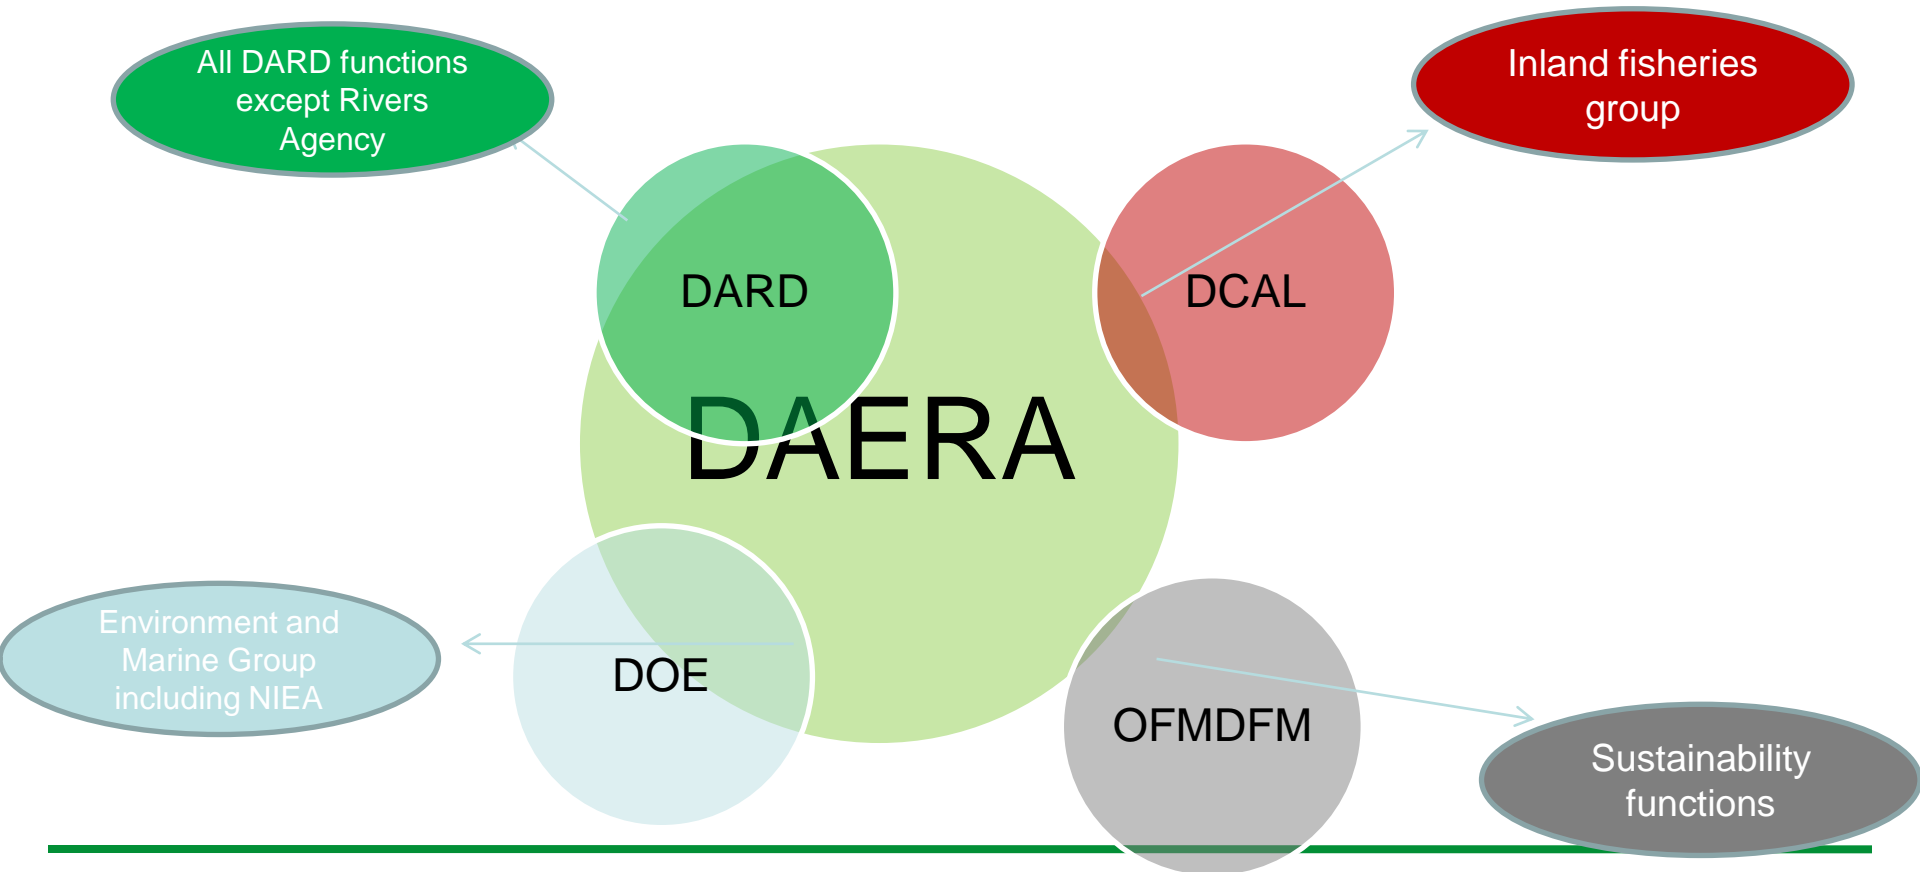 All DARD functions
except Rivers
Agency
Inland fisheries
group
DARD
DCAL
DAERA
Environment and
Marine Group
including NIEA
DOE
OFMDFM
Sustainability
functions